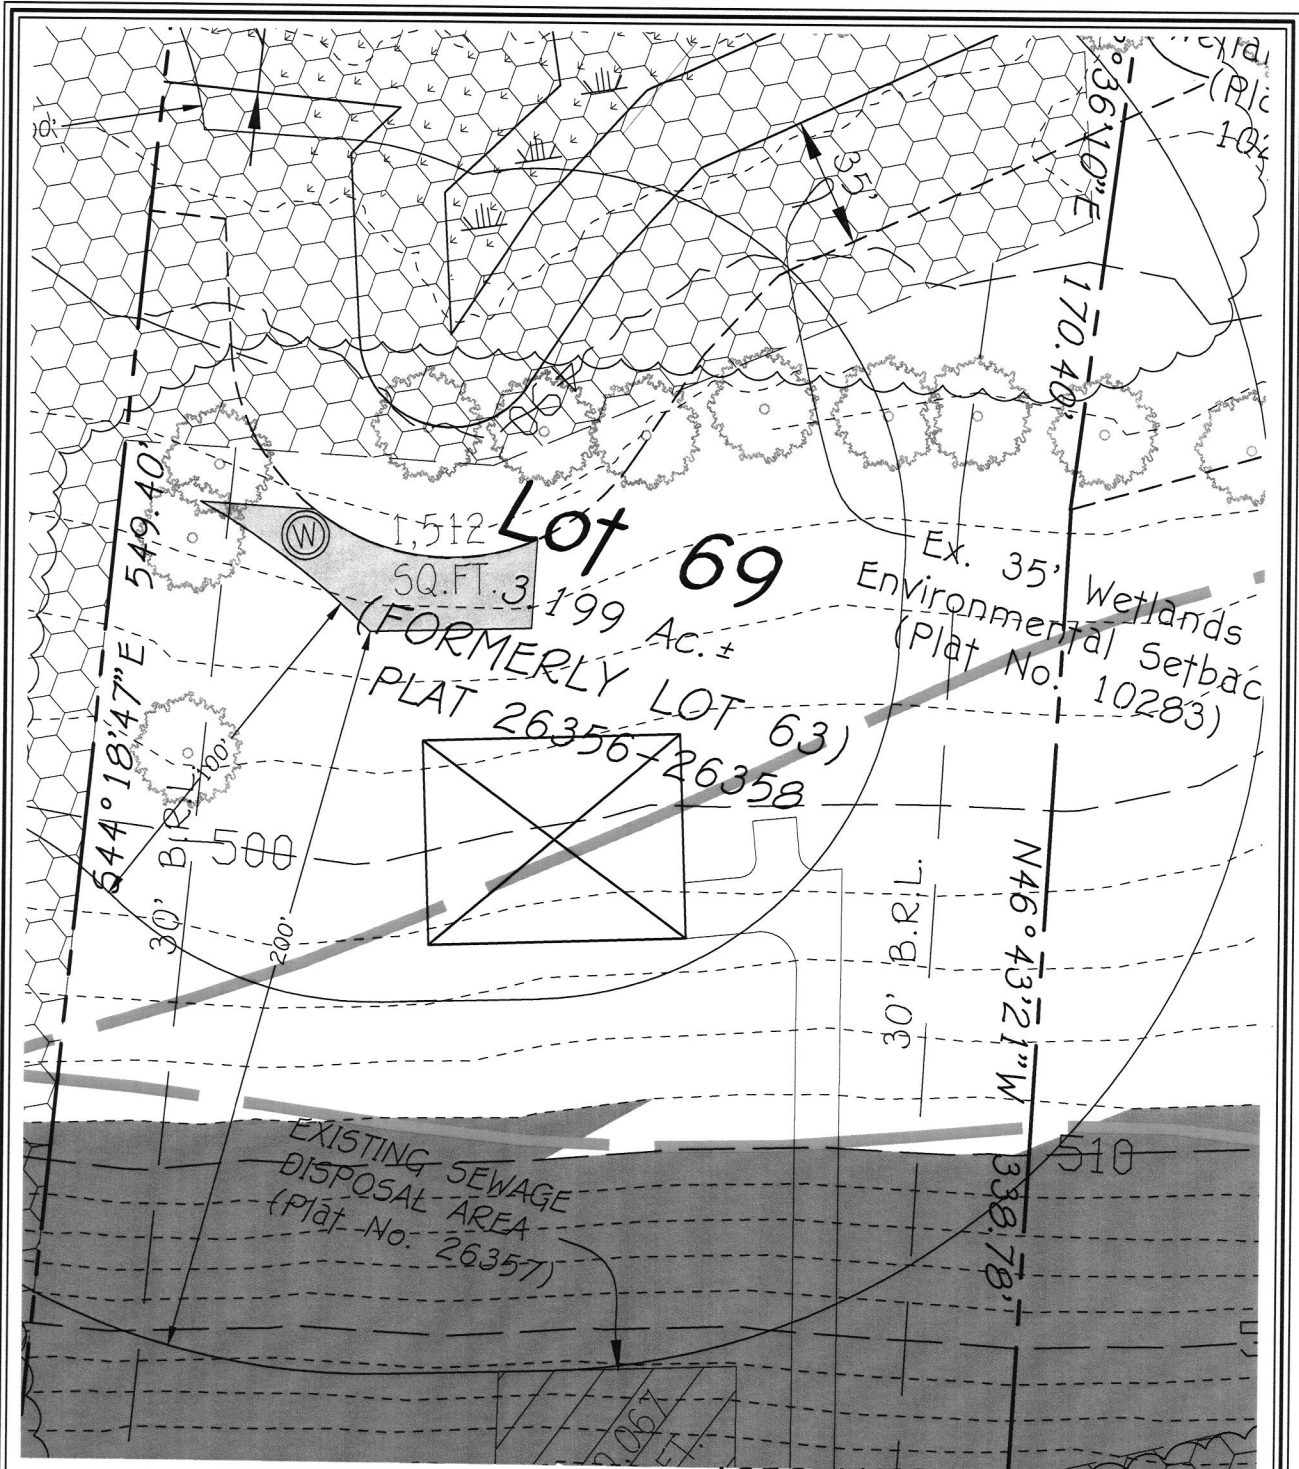 36'10"E
170.40'
35'
549.40'
S44°18'47"E
W
1,512
SQ.FT.
Lot 69
3.199 Ac.±
(FORMERLY LOT 63)
PLAT 26356-26358
Ex. 35' Wetlands
Environmental Setbac
(Plat No. 10283)
100'
200'
30' B.R.L.
500
30' B.R.L.
N46°43'21"W
338.78'
510
EXISTING SEWAGE
DISPOSAL AREA
(Plat No. 26357)